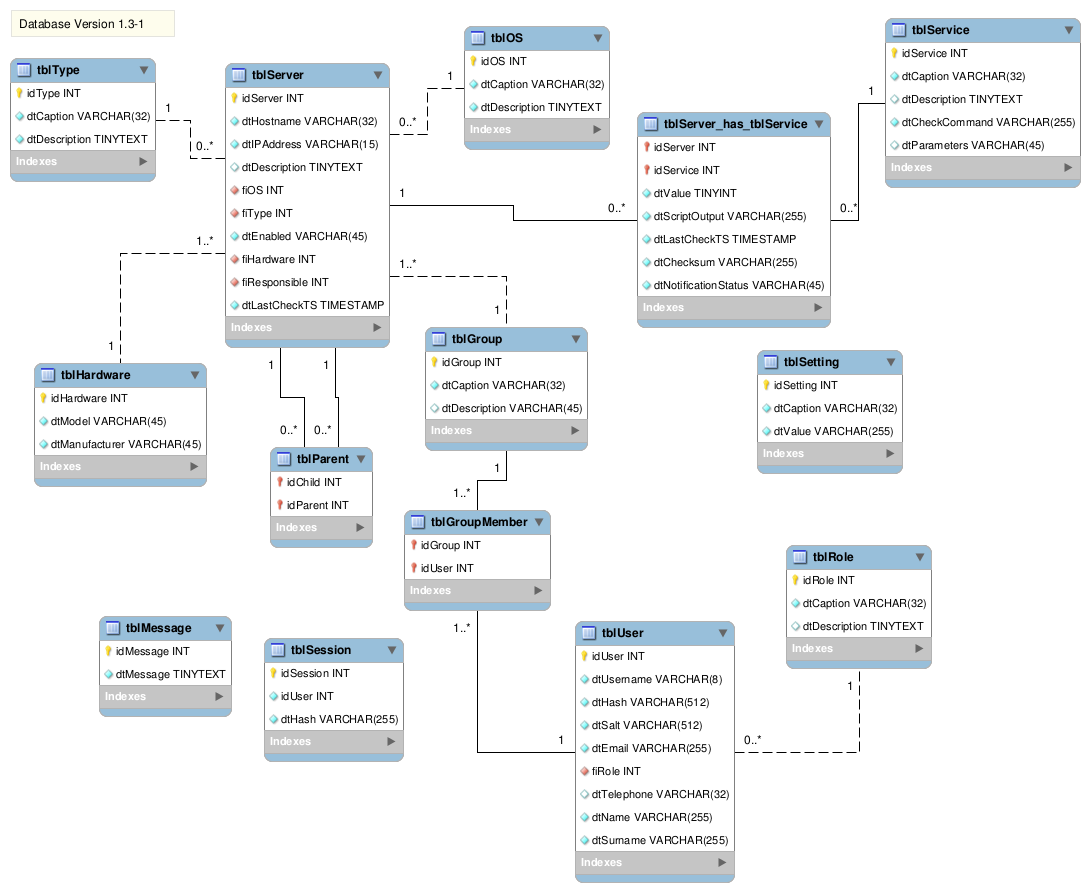 Database Version 1.3-1
tblType
idType INT
dtCaption VARCHAR(32)
dtDescription TINYTEXT
Indexes
1
0..*
tblServer
idServer INT
dtHostname VARCHAR(32)
dtIPAddress VARCHAR(15)
dtDescription TINYTEXT
fiOS INT
fiType INT
dtEnabled VARCHAR(45)
fiHardware INT
fiResponsible INT
dtLastCheckTS TIMESTAMP
Indexes
1
0..*
tblOS
idOS INT
dtCaption VARCHAR(32)
dtDescription TINYTEXT
Indexes
1
0..*
tblServer_has_tblService
idServer INT
idService INT
dtValue TINYINT
dtScriptOutput VARCHAR(255)
dtLastCheckTS TIMESTAMP
dtChecksum VARCHAR(255)
dtNotificationStatus VARCHAR(45)
Indexes
1
0..*
tblService
idService INT
dtCaption VARCHAR(32)
dtDescription TINYTEXT
dtCheckCommand VARCHAR(255)
dtParameters VARCHAR(45)
Indexes
1..*
1
tblHardware
idHardware INT
dtModel VARCHAR(45)
dtManufacturer VARCHAR(45)
Indexes
1
1
0..*
0..*
tblParent
idChild INT
idParent INT
Indexes
1..*
1
tblGroup
idGroup INT
dtCaption VARCHAR(32)
dtDescription VARCHAR(45)
Indexes
tblSetting
idSetting INT
dtCaption VARCHAR(32)
dtValue VARCHAR(255)
Indexes
1
1..*
tblGroupMember
idGroup INT
idUser INT
Indexes
1..*
1
tblMessage
idMessage INT
dtMessage TINYTEXT
Indexes
tblSession
idSession INT
idUser INT
dtHash VARCHAR(255)
Indexes
tblUser
idUser INT
dtUsername VARCHAR(8)
dtHash VARCHAR(512)
dtSalt VARCHAR(512)
dtEmail VARCHAR(255)
fiRole INT
dtTelephone VARCHAR(32)
dtName VARCHAR(255)
dtSurname VARCHAR(255)
Indexes
tblRole
idRole INT
dtCaption VARCHAR(32)
dtDescription TINYTEXT
Indexes
1
0..*